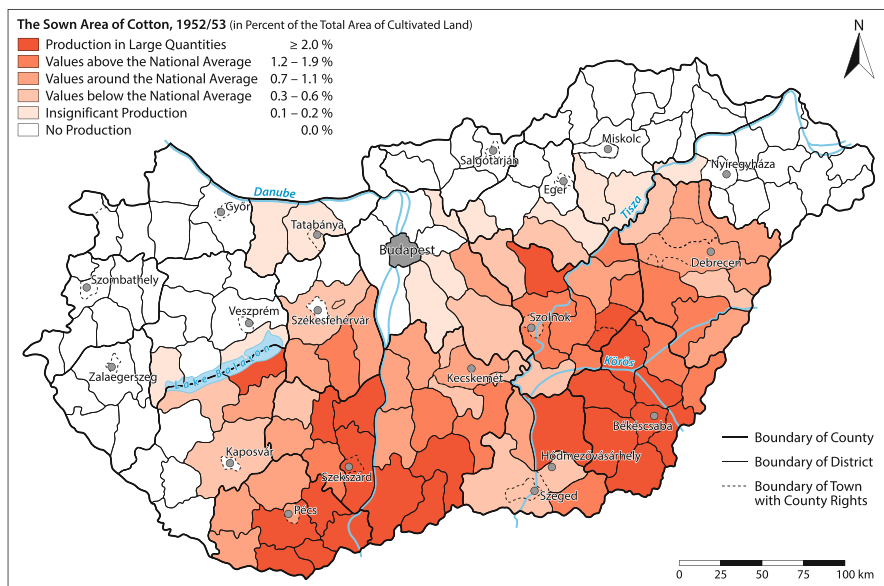 The Sown Area of Cotton, 1952/53 (in Percent of the Total Area of Cultivated Land)
Production in Large Quantities ≥ 2.0 %
Values above the National Average 1.2 – 1.9 %
Values around the National Average 0.7 – 1.1 %
Values below the National Average 0.3 – 0.6 %
Insignificant Production 0.1 – 0.2 %
No Production 0.0 %
N
Miskolc
Salgótarján
Nyíregyháza
Eger
Danube
Tisza
Győr
Tatabánya
Budapest
Debrecen
Szombathely
Veszprém
Székesfehérvár
Szolnok
Lake Balaton
Körös
Zalaegerszeg
Kecskemét
Békéscsaba
Boundary of County
Kaposvár
Hódmezővásárhely
Boundary of District
Szekszárd
Szeged
Boundary of Town
with County Rights
Pécs
0 25 50 75 100 km